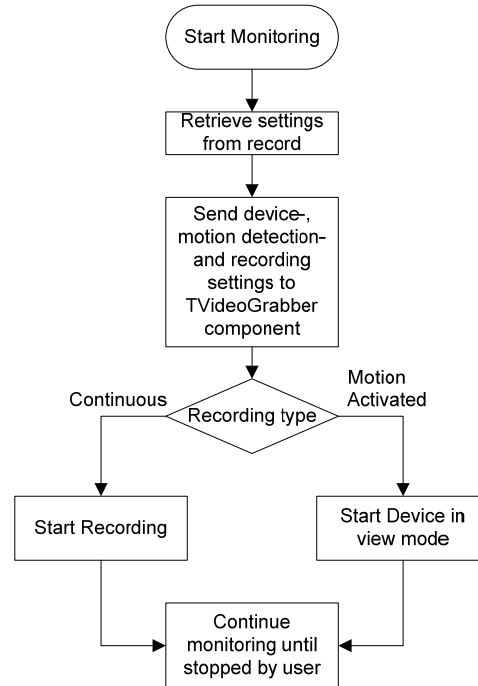 Start Monitoring
Retrieve settings
from record
Send device-,
motion detection-
and recording
settings to
TVideoGrabber
component
Continuous
Motion
Activated
Recording type
Start Recording
Start Device in
view mode
Continue
monitoring until
stopped by user